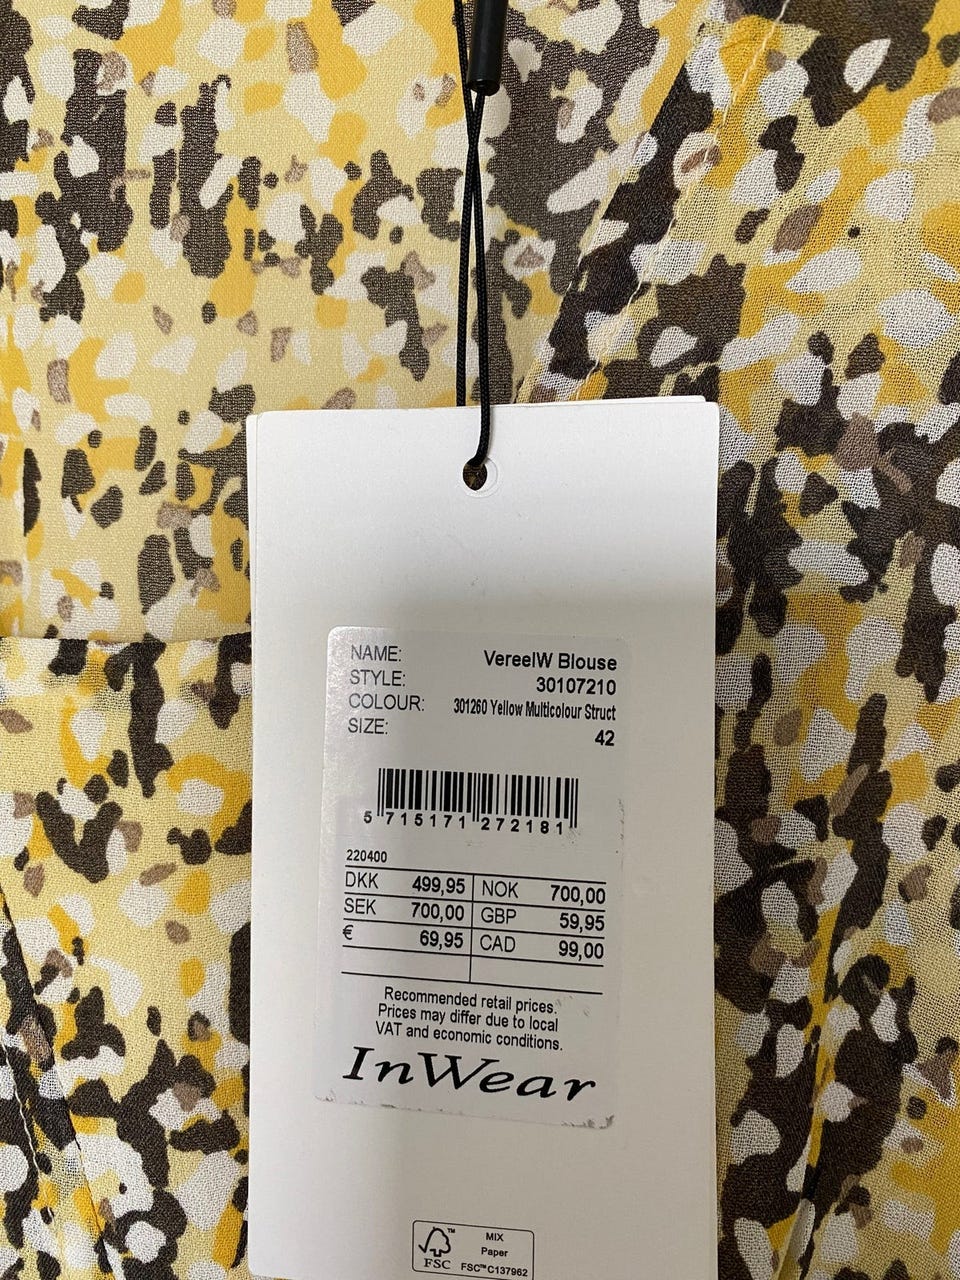 NAME: VereelW Blouse
STYLE: 30107210
COLOUR: 301260 Yellow Multicolour Struct
SIZE: 42
5 715171 272181
220400
DKK 499,95 NOK 700,00
SEK 700,00 GBP 59,95
€ 69,95 CAD 99,00
Recommended retail prices.
Prices may differ due to local
VAT and economic conditions.
InWear
FSC™
MIX
Paper
FSC™ C137962